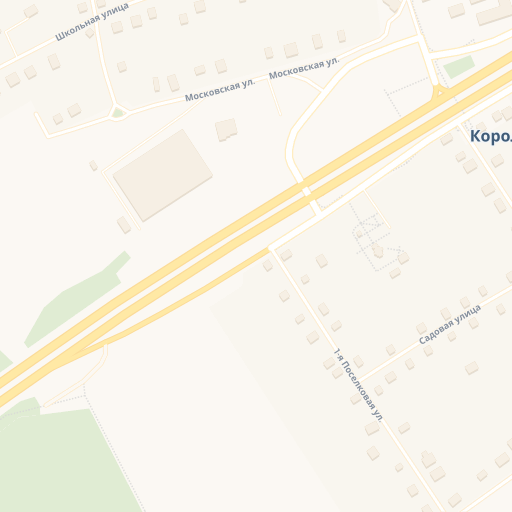 Школьная улица
Московская ул.
Московская ул.
Корол
Садовая улица
1-я Поселковая ул.